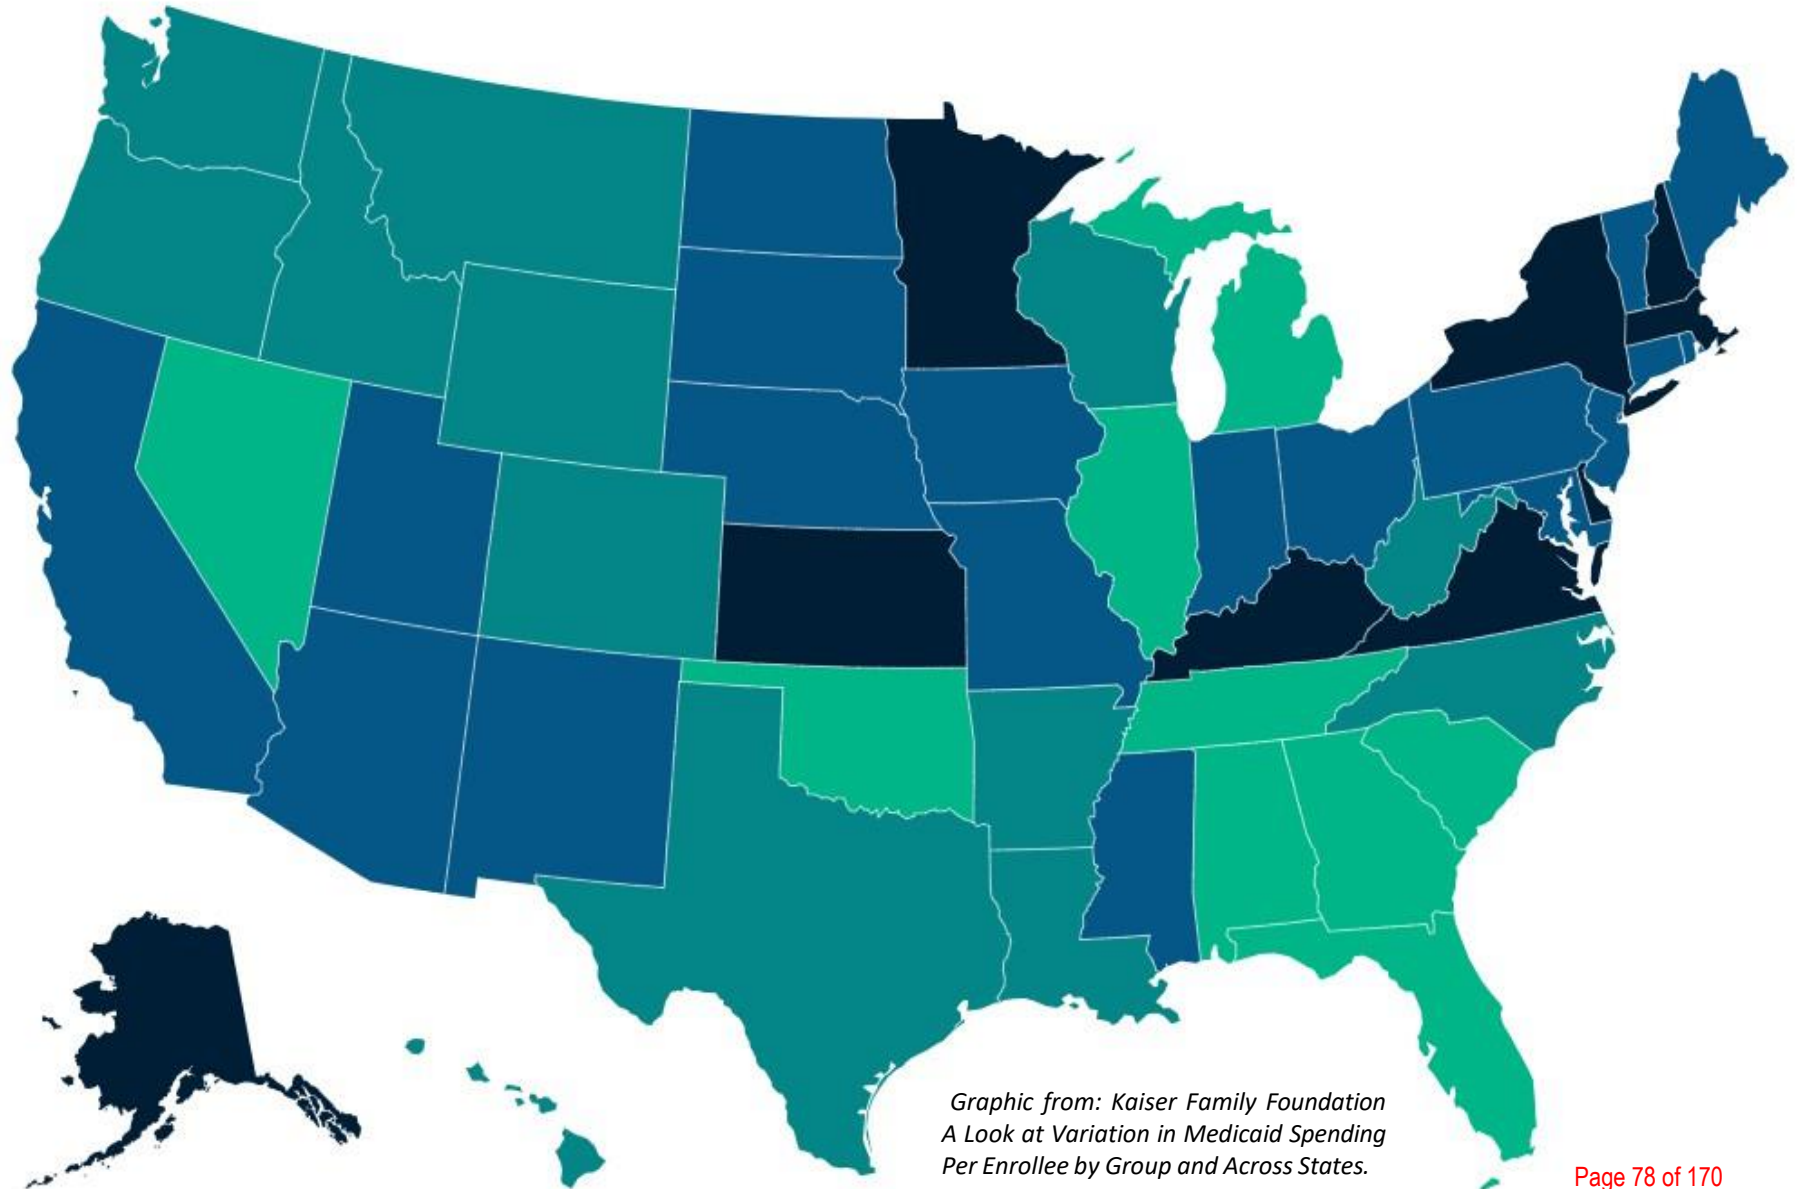 Graphic from: Kaiser Family Foundation
A Look at Variation in Medicaid Spending
Per Enrollee by Group and Across States.
Page 78 of 170